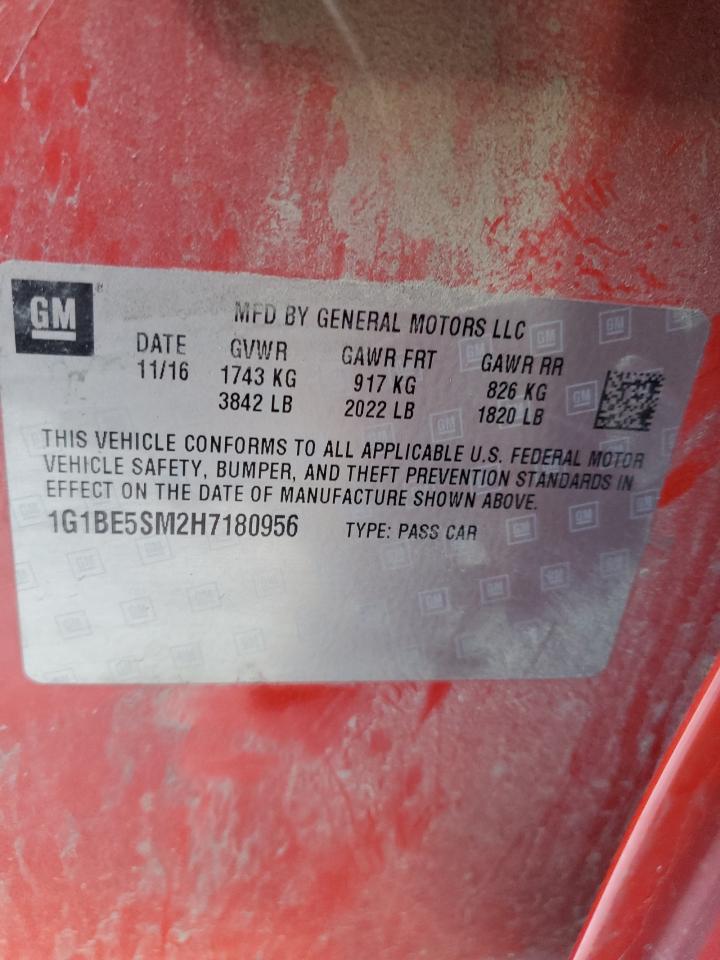 GM
MFD BY GENERAL MOTORS LLC
DATE GVWR GAWR FRT GAWR RR
11/16 1743 KG 917 KG 826 KG
3842 LB 2022 LB 1820 LB
THIS VEHICLE CONFORMS TO ALL APPLICABLE U.S. FEDERAL MOTOR
VEHICLE SAFETY, BUMPER, AND THEFT PREVENTION STANDARDS IN
EFFECT ON THE DATE OF MANUFACTURE SHOWN ABOVE.
1G1BE5SM2H7180956 TYPE: PASS CAR